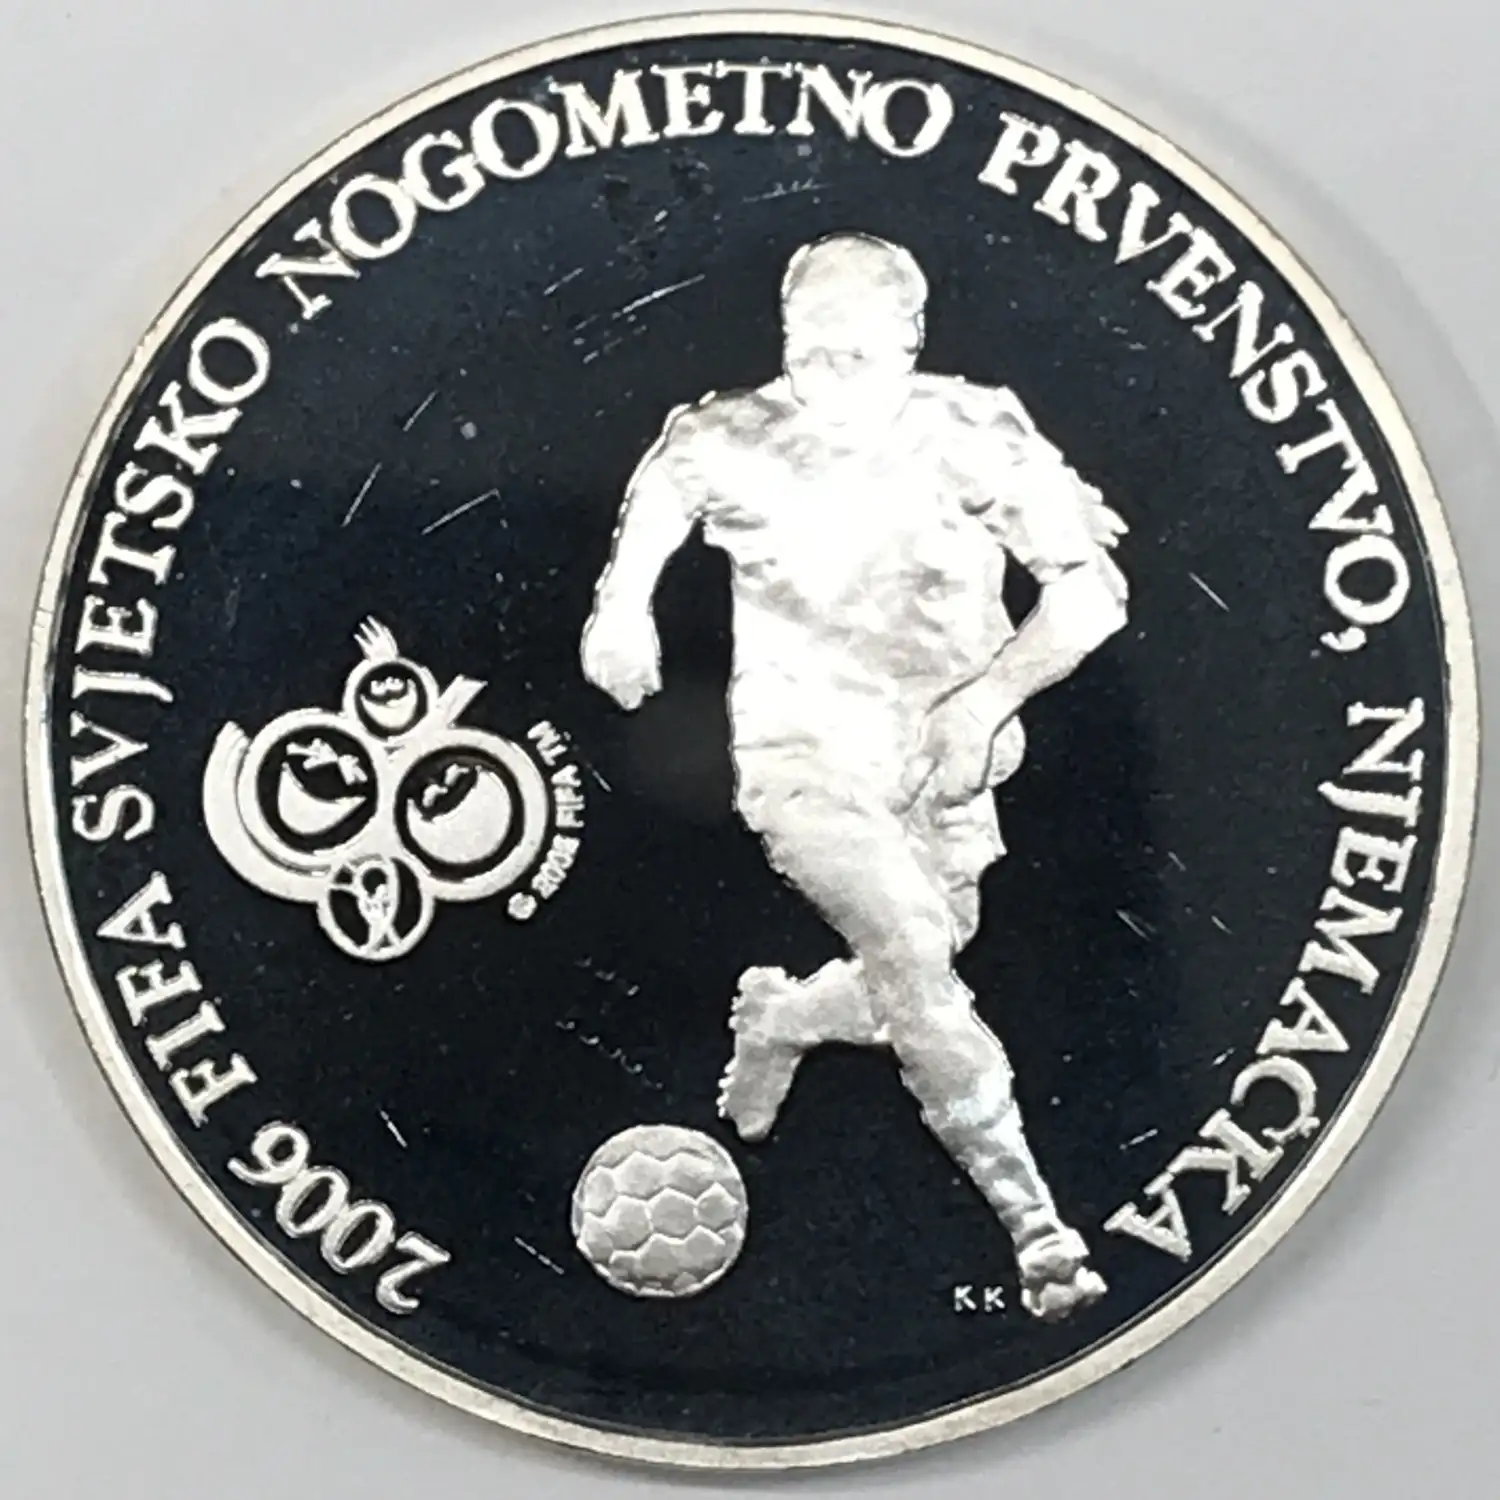 2006 FIFA SVJETSKO NOGOMETNO PRVENSTVO, NJEMAČKA
© 2002 FIFA TM
KK